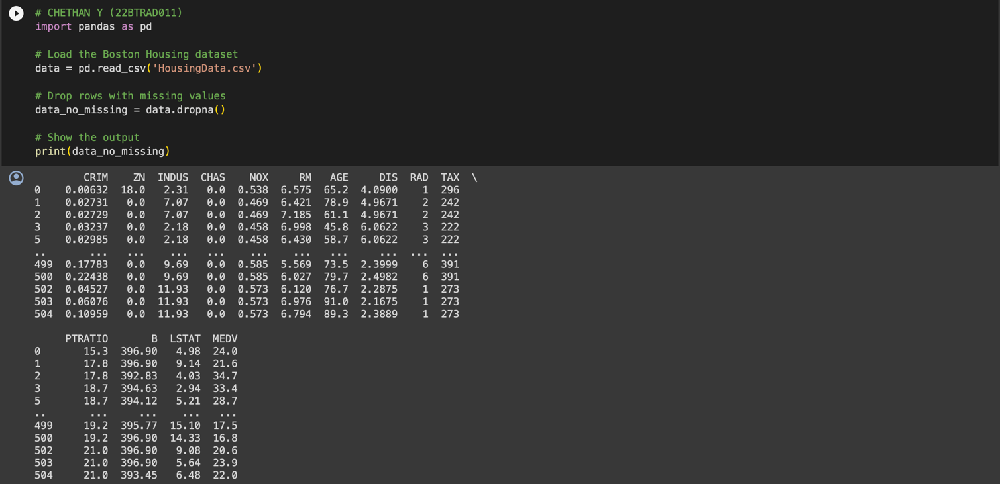 # CHETHAN Y (22BTRAD011)
import pandas as pd
# Load the Boston Housing dataset
data = pd.read_csv('HousingData.csv')
# Drop rows with missing values
data_no_missing = data.dropna()
# Show the output
print(data_no_missing)
CRIM ZN INDUS CHAS NOX RM AGE DIS RAD TAX \
0 0.00632 18.0 2.31 0.0 0.538 6.575 65.2 4.0900 1 296
1 0.02731 0.0 7.07 0.0 0.469 6.421 78.9 4.9671 2 242
2 0.02729 0.0 7.07 0.0 0.469 7.185 61.1 4.9671 2 242
3 0.03237 0.0 2.18 0.0 0.458 6.998 45.8 6.0622 3 222
5 0.02985 0.0 2.18 0.0 0.458 6.430 58.7 6.0622 3 222
.. ... ... ... ... ... ... ... ... ... ...
499 0.17783 0.0 9.69 0.0 0.585 5.569 73.5 2.3999 6 391
500 0.22438 0.0 9.69 0.0 0.585 6.027 79.7 2.4982 6 391
502 0.04527 0.0 11.93 0.0 0.573 6.120 76.7 2.2875 1 273
503 0.06076 0.0 11.93 0.0 0.573 6.976 91.0 2.1675 1 273
504 0.10959 0.0 11.93 0.0 0.573 6.794 89.3 2.3889 1 273
PTRATIO B LSTAT MEDV
0 15.3 396.90 4.98 24.0
1 17.8 396.90 9.14 21.6
2 17.8 392.83 4.03 34.7
3 18.7 394.63 2.94 33.4
5 18.7 394.12 5.21 28.7
.. ... ... ... ...
499 19.2 395.77 15.10 17.5
500 19.2 396.90 14.33 16.8
502 21.0 396.90 9.08 20.6
503 21.0 396.90 5.64 23.9
504 21.0 393.45 6.48 22.0